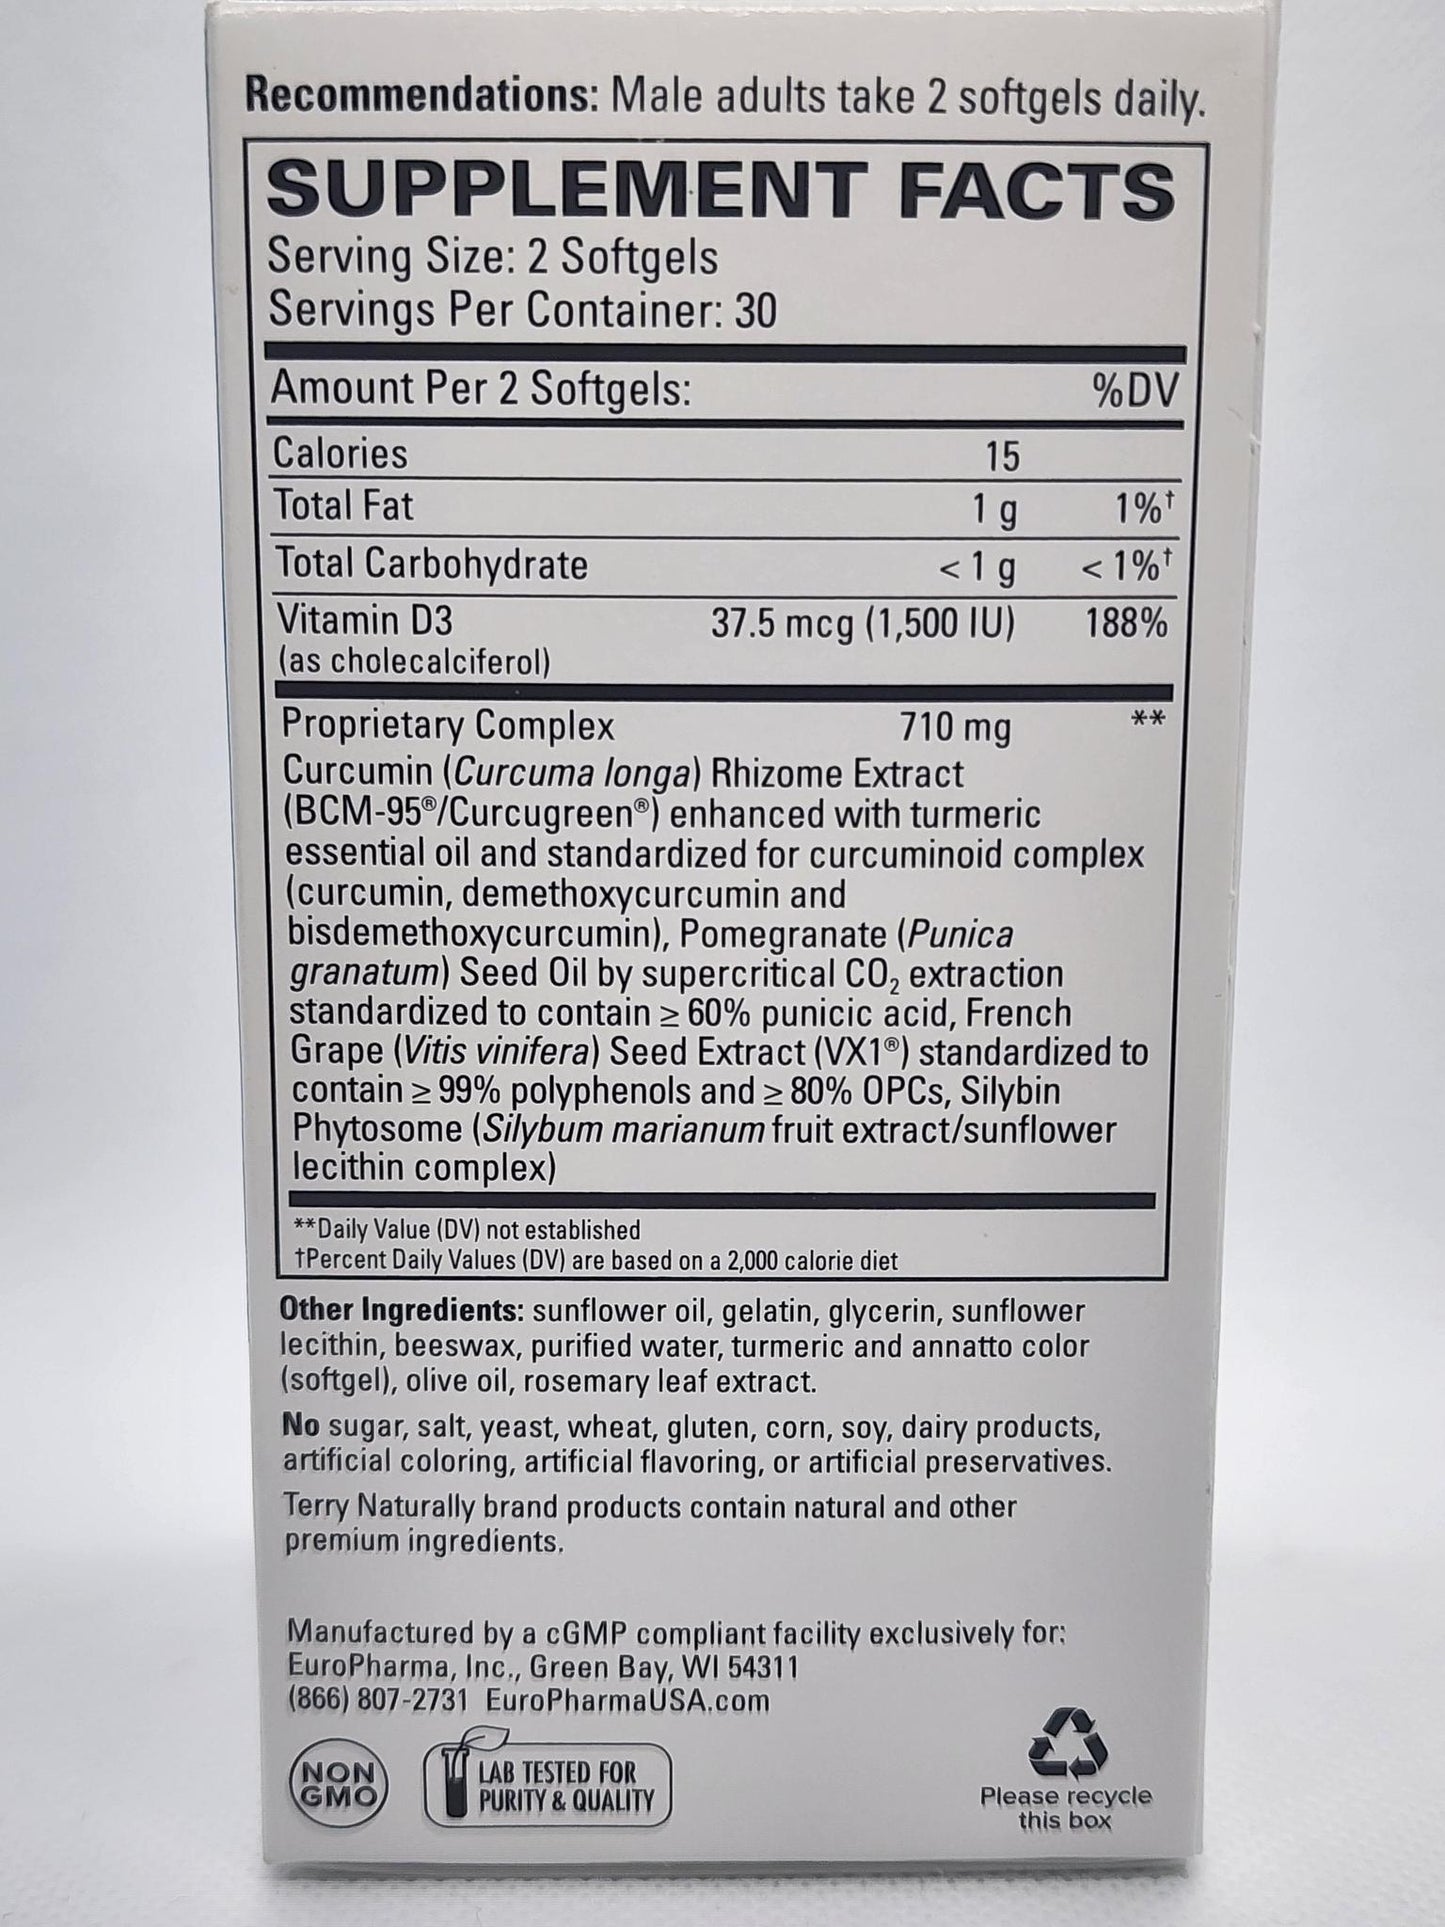 Recommendations: Male adults take 2 softgels daily.
SUPPLEMENT FACTS
Serving Size: 2 Softgels
Servings Per Container: 30
Amount Per 2 Softgels: %DV
Calories 15
Total Fat 1 g 1%†
Total Carbohydrate < 1 g < 1%†
Vitamin D3 37.5 mcg (1,500 IU) 188%
(as cholecalciferol)
Proprietary Complex 710 mg **
Curcumin (Curcuma longa) Rhizome Extract
(BCM-95®/Curcugreen®) enhanced with turmeric
essential oil and standardized for curcuminoid complex
(curcumin, demethoxycurcumin and
bisdemethoxycurcumin), Pomegranate (Punica
granatum) Seed Oil by supercritical CO₂ extraction
standardized to contain ≥ 60% punicic acid, French
Grape (Vitis vinifera) Seed Extract (VX1®) standardized to
contain ≥ 99% polyphenols and ≥ 80% OPCs, Silybin
Phytosome (Silybum marianum fruit extract/sunflower
lecithin complex)
**Daily Value (DV) not established
†Percent Daily Values (DV) are based on a 2,000 calorie diet
Other Ingredients: sunflower oil, gelatin, glycerin, sunflower
lecithin, beeswax, purified water, turmeric and annatto color
(softgel), olive oil, rosemary leaf extract.
No sugar, salt, yeast, wheat, gluten, corn, soy, dairy products,
artificial coloring, artificial flavoring, or artificial preservatives.
Terry Naturally brand products contain natural and other
premium ingredients.
Manufactured by a cGMP compliant facility exclusively for:
EuroPharma, Inc., Green Bay, WI 54311
(866) 807-2731 EuroPharmaUSA.com
NON
GMO
LAB TESTED FOR
PURITY & QUALITY
Please recycle
this box